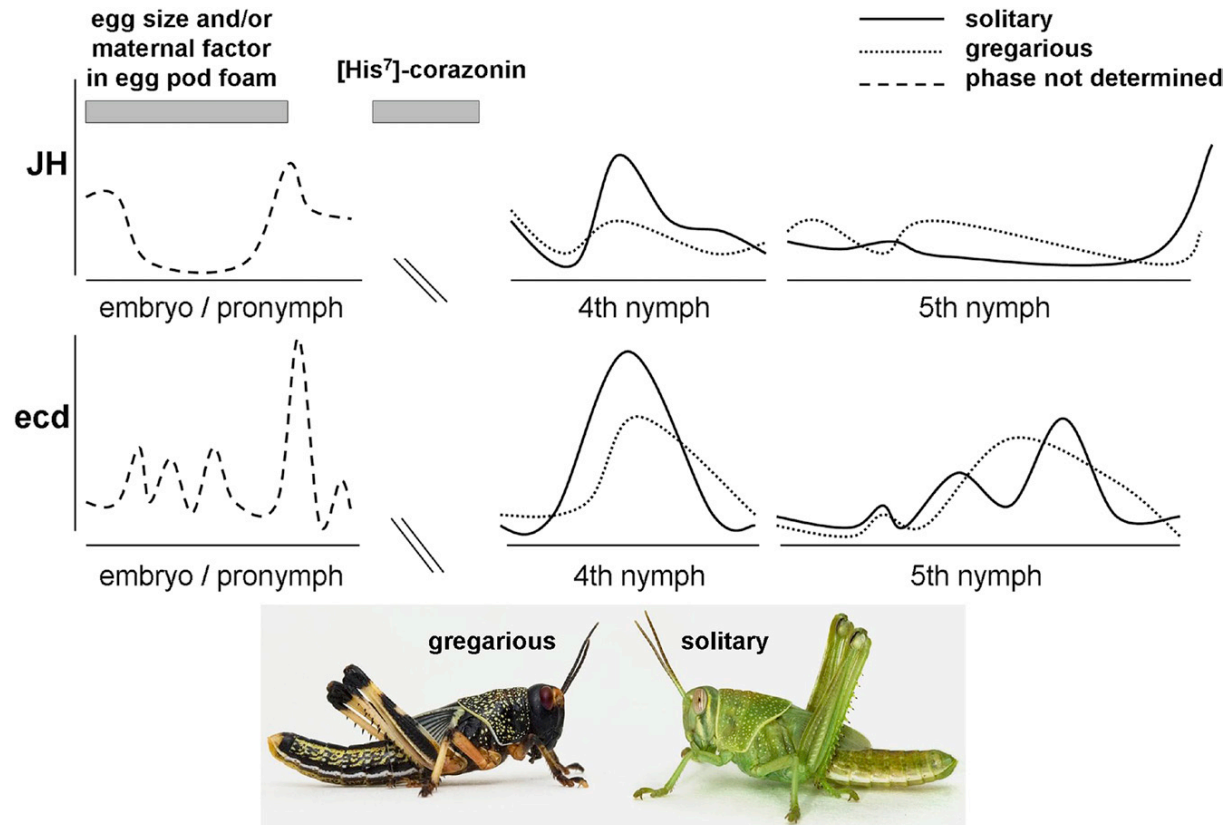 egg size and/or
maternal factor
in egg pod foam
[His⁷]-corazonin
solitary
gregarious
phase not determined
JH
embryo / pronymph
4th nymph
5th nymph
ecd
embryo / pronymph
4th nymph
5th nymph
gregarious
solitary